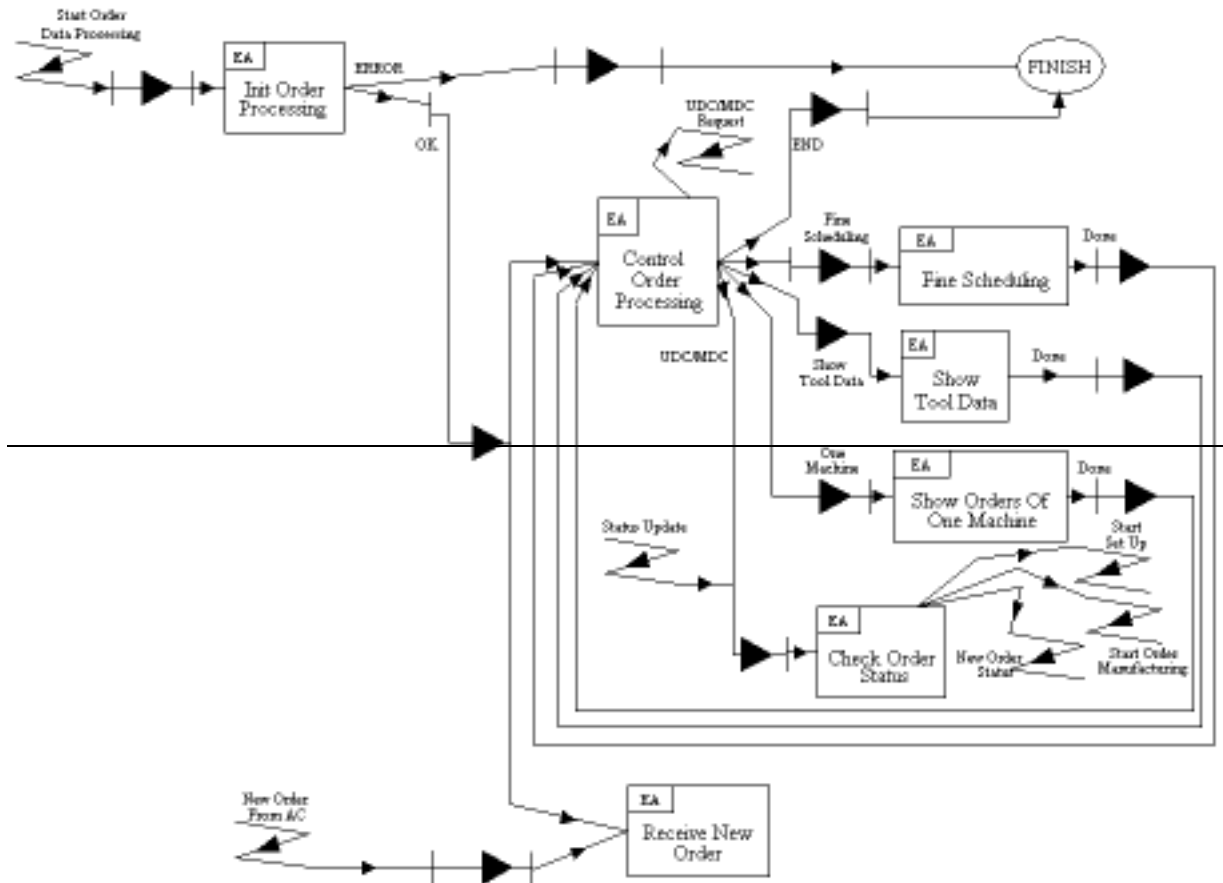 Start Order
Data Processing
EA
Init Order
Processing
ERROR
OK
FINISH
UDC/MDC
Request
END
EA
Control
Order
Processing
Fine
Scheduling
EA
Fine Scheduling
Done
UDC/MDC
Show
Tool Data
EA
Show
Tool Data
Done
One
Machine
EA
Show Orders Of
One Machine
Done
Status Update
Start
Set Up
EA
Check Order
Status
New Order
Status
Start Order
Manufacturing
New Order
From AC
EA
Receive New
Order